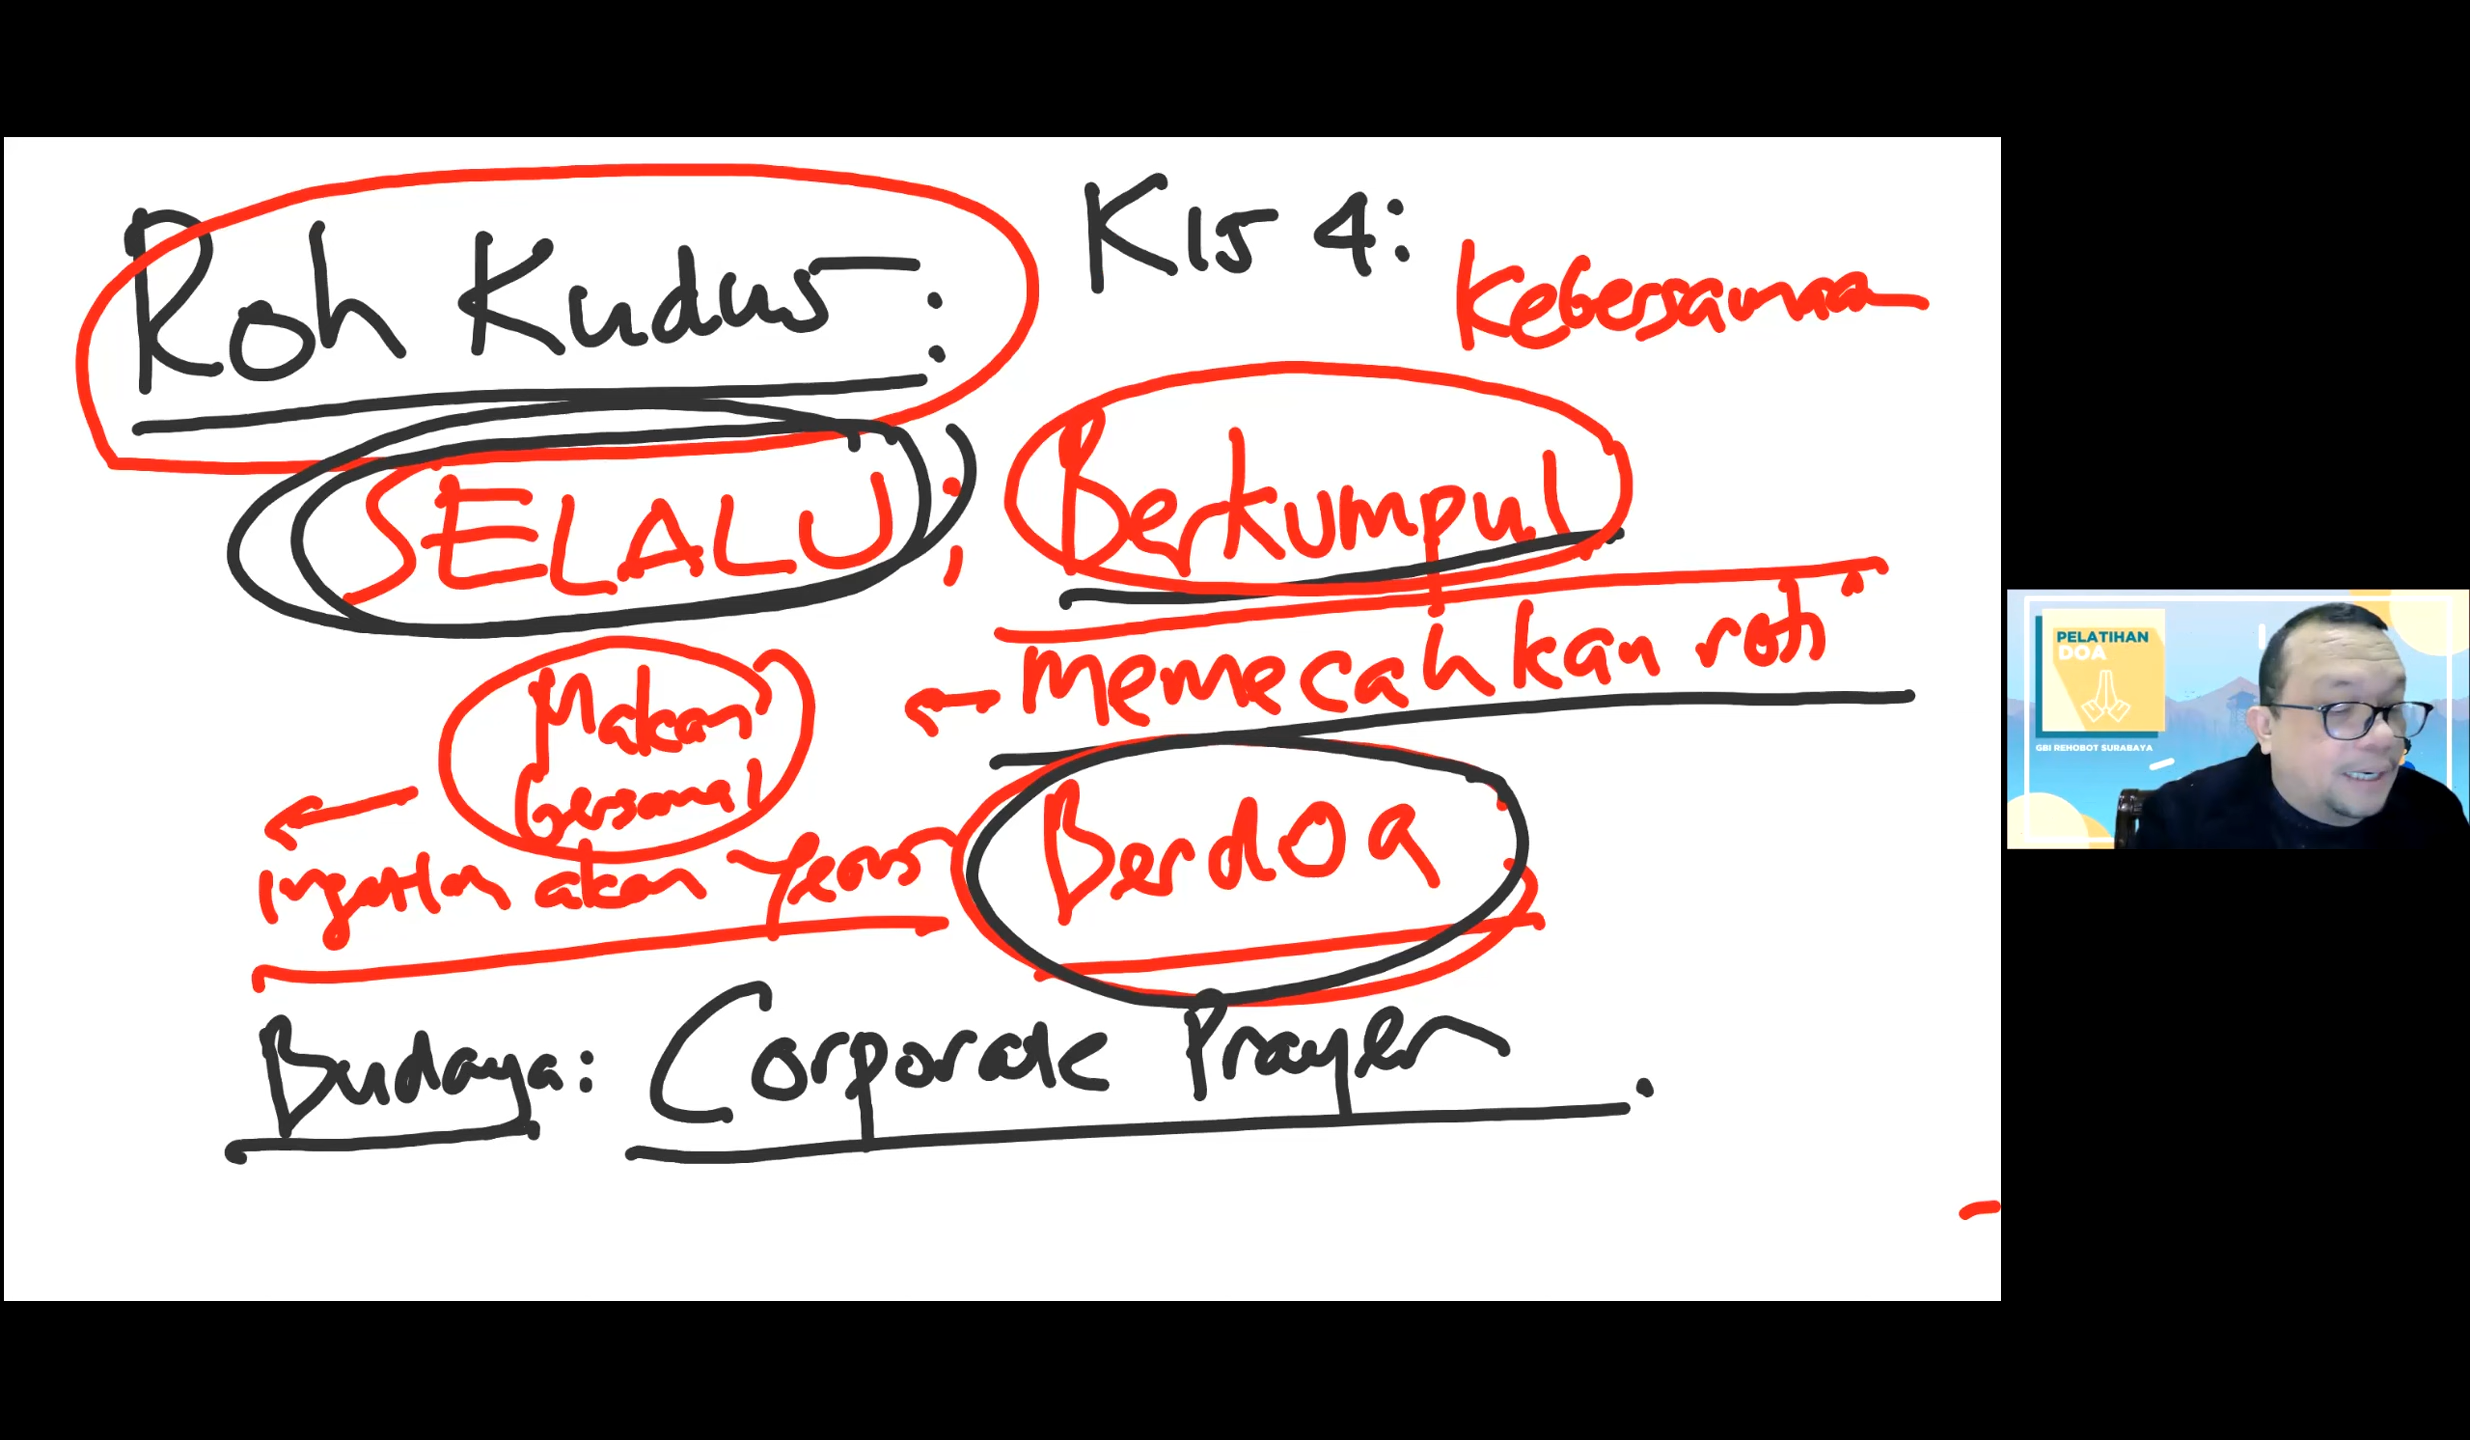 Roh Kudus : Kis 4:
Kebersamaan
SELALU ; Berkumpul
memecahkan roti
Makan
bersama
Ingatan akan Yesus
Berdoa
Budaya: Corporate Prayer.
PELATIHAN
DOA
GBI REHOBOT SURABAYA